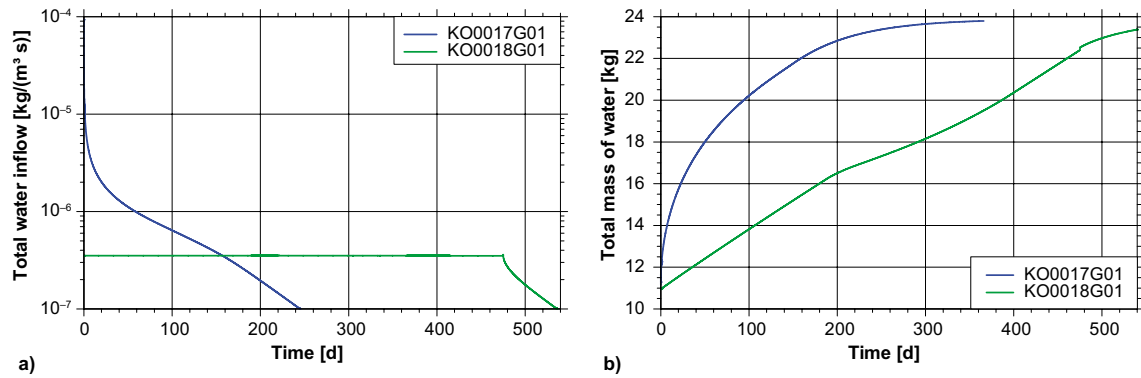 KO0017G01
KO0018G01
Total water inflow [kg/(m³ s)]
10⁻⁴
10⁻⁵
10⁻⁶
10⁻⁷
0 100 200 300 400 500
Time [d]
a)
Total mass of water [kg]
24
22
20
18
16
14
12
10
KO0017G01
KO0018G01
0 100 200 300 400 500
Time [d]
b)